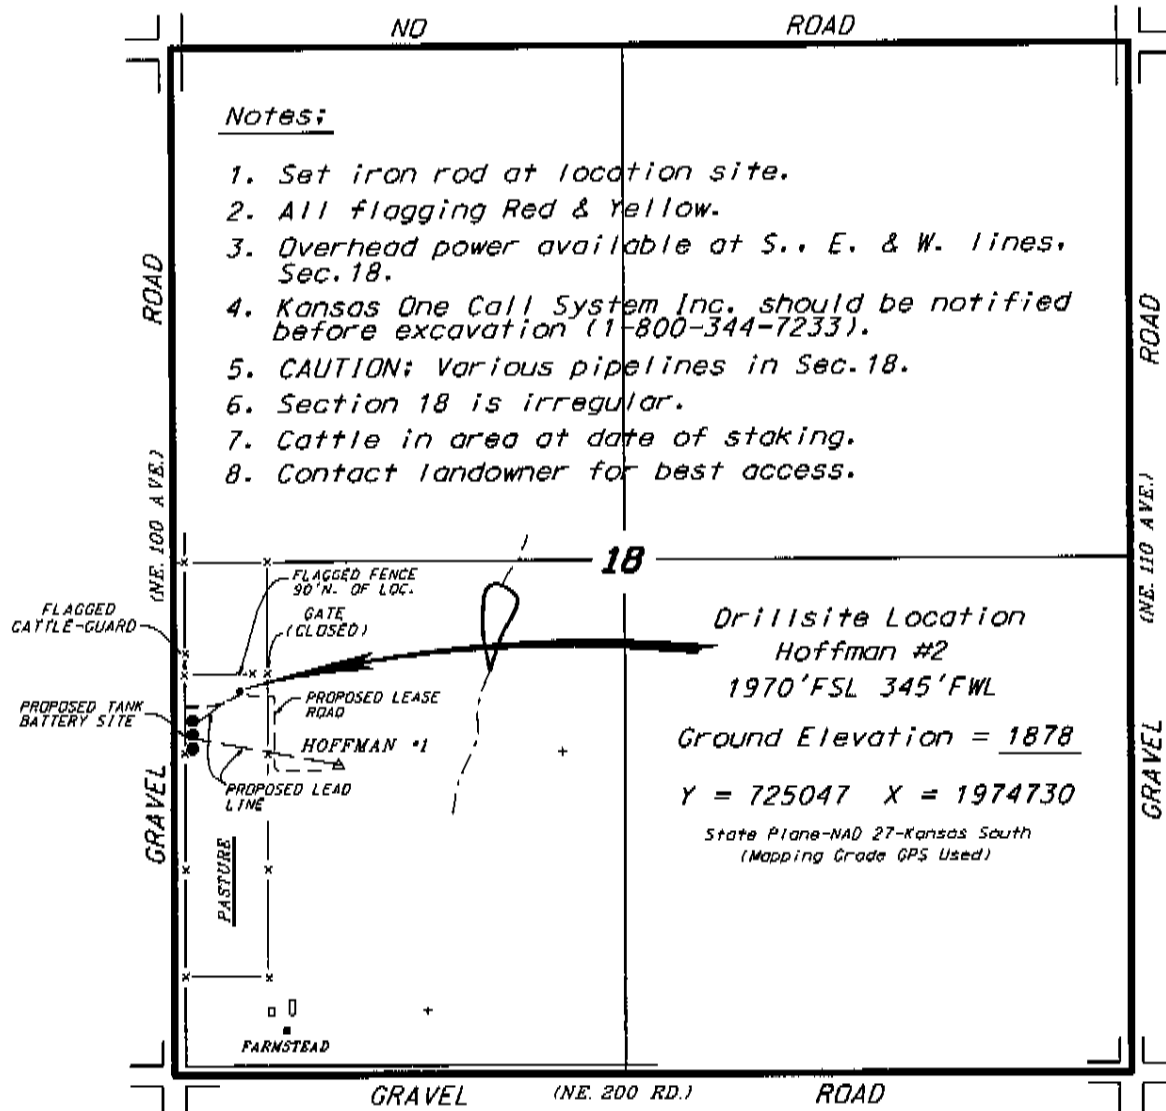 NO ROAD
Notes:
1. Set iron rod at location site.
2. All flagging Red & Yellow.
3. Overhead power available at S., E. & W. lines,
Sec. 18.
4. Kansas One Call System Inc. should be notified
before excavation (1-800-344-7233).
5. CAUTION: Various pipelines in Sec. 18.
6. Section 18 is irregular.
7. Cattle in area at date of staking.
8. Contact landowner for best access.
GRAVEL (NE. 100 AVE.) ROAD
GRAVEL (NE. 110 AVE.) ROAD
18
FLAGGED FENCE
90'N. OF LOC.
FLAGGED
CATTLE-GUARD
GATE
(CLOSED)
PROPOSED TANK
BATTERY SITE
PROPOSED LEASE
ROAD
HOFFMAN #1
PROPOSED LEAD
LINE
PASTURE
FARMSTEAD
Drillsite Location
Hoffman #2
1970'FSL 345'FWL
Ground Elevation = 1878
Y = 725047 X = 1974730
State Plane-NAD 27-Kansas South
(Mapping Grade GPS Used)
GRAVEL (NE. 200 RD.) ROAD